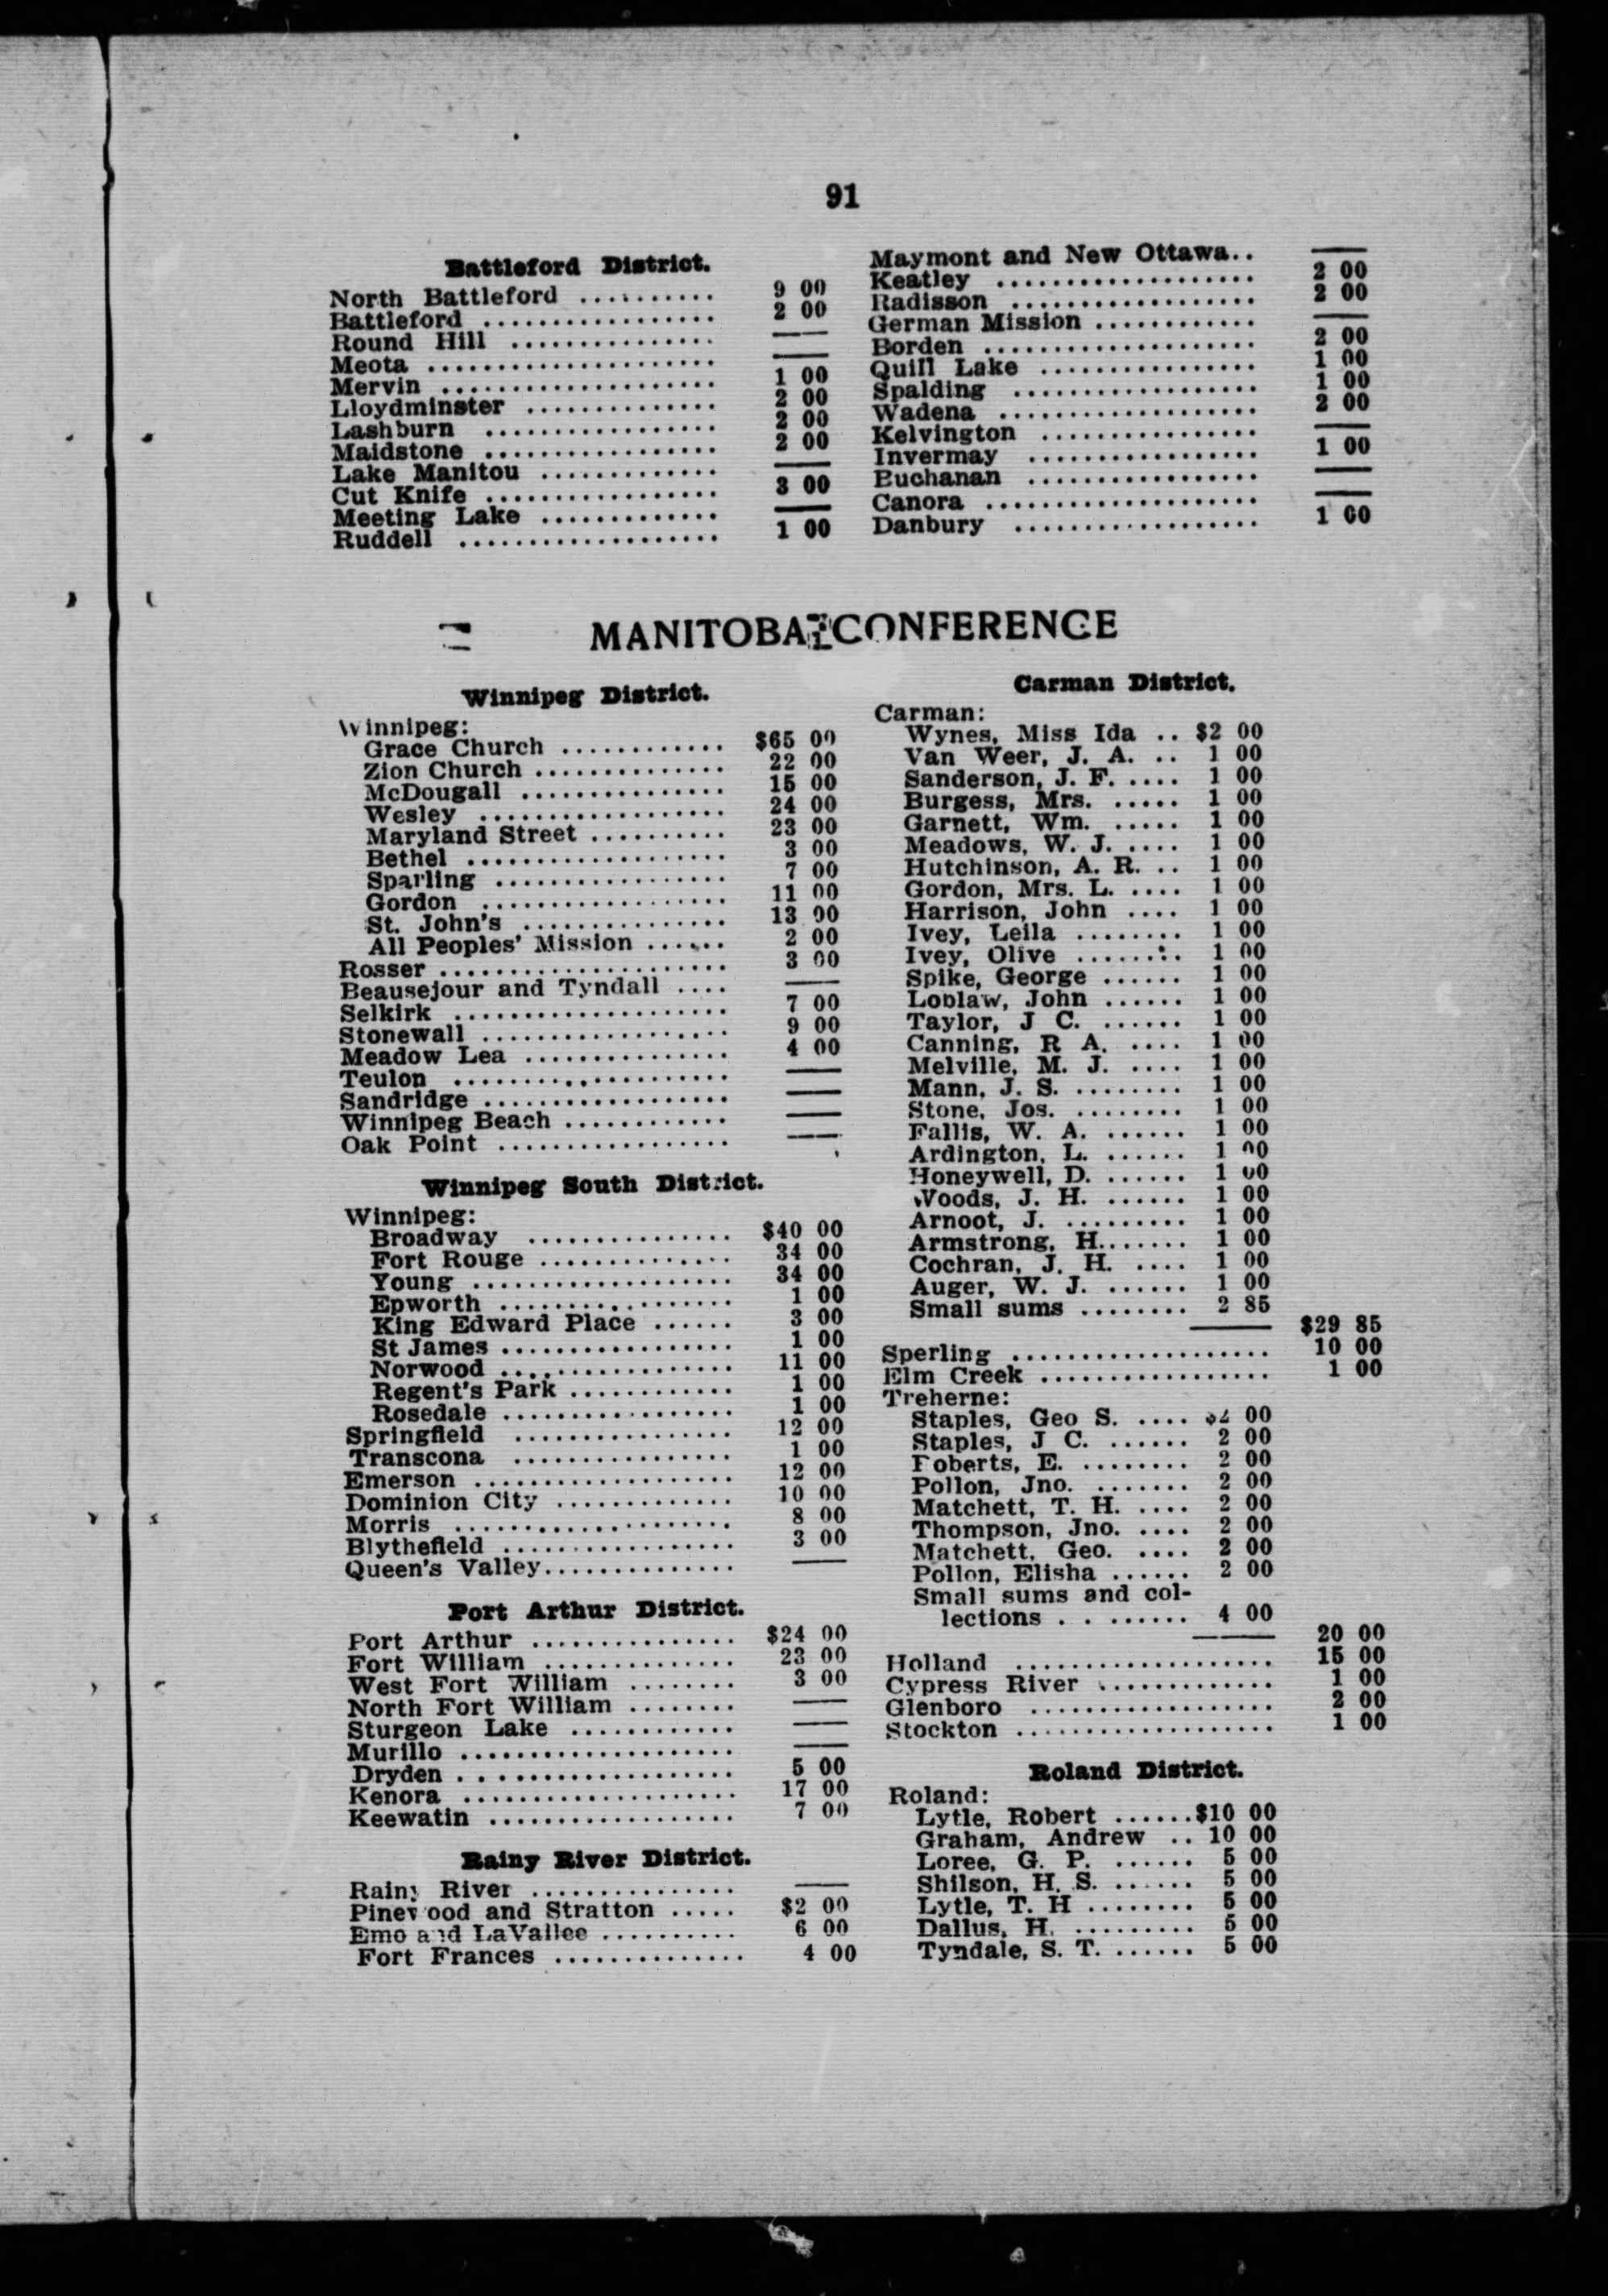 91
Battleford District.
North Battleford .......... 9 00
Battleford .................. 2 00
Round Hill ............... ——
Meota ..................... ——
Mervin ..................... 1 00
Lloydminster .............. 2 00
Lashburn ................. 2 00
Maidstone .................. 2 00
Lake Manitou ............. ——
Cut Knife .................. 3 00
Meeting Lake ............. ——
Ruddell .................... 1 00
Maymont and New Ottawa.. ——
Keatley ................... 2 00
Radisson .................. 2 00
German Mission ............ ——
Borden .................... 2 00
Quill Lake ................ 1 00
Spalding .................. 1 00
Wadena ................... 2 00
Kelvington ................ ——
Invermay ................. 1 00
Buchanan ................. ——
Canora .................... ——
Danbury .................. 1 00
MANITOBA CONFERENCE
Winnipeg District.
Winnipeg:
Grace Church ............ $65 00
Zion Church .............. 22 00
McDougall ............... 15 00
Wesley .................. 24 00
Maryland Street .......... 23 00
Bethel ................... 3 00
Sparling ................. 7 00
Gordon .................. 11 00
St. John's ............... 13 00
All Peoples' Mission ...... 2 00
Rosser ..................... 3 00
Beausejour and Tyndall .... ——
Selkirk .................... 7 00
Stonewall .................. 9 00
Meadow Lea ............... 4 00
Teulon .................... ——
Sandridge .................. ——
Winnipeg Beach ............ ——
Oak Point ................. ——
Winnipeg South District.
Winnipeg:
Broadway ............... $40 00
Fort Rouge .............. 34 00
Young ................... 34 00
Epworth ................. 1 00
King Edward Place ...... 3 00
St James ................. 1 00
Norwood ................. 11 00
Regent's Park ............ 1 00
Rosedale ................. 1 00
Springfield ................ 12 00
Transcona ................ 1 00
Emerson ................... 12 00
Dominion City ............. 10 00
Morris .................... 8 00
Blythefield ................. 3 00
Queen's Valley.............. ——
Port Arthur District.
Port Arthur ............... $24 00
Fort William .............. 23 00
West Fort William ........ 3 00
North Fort William ........ ——
Sturgeon Lake ............ ——
Murillo .................... ——
Dryden .................... 5 00
Kenora .................... 17 00
Keewatin .................. 7 00
Rainy River District.
Rainy River ............... ——
Pinewood and Stratton ..... $2 00
Emo and LaVallee .......... 6 00
Fort Frances .............. 4 00
Carman District.
Carman:
Wynes, Miss Ida .. $2 00
Van Weer, J. A. .. 1 00
Sanderson, J. F. .... 1 00
Burgess, Mrs. ..... 1 00
Garnett, Wm. ..... 1 00
Meadows, W. J. .... 1 00
Hutchinson, A. R. .. 1 00
Gordon, Mrs. L. .... 1 00
Harrison, John .... 1 00
Ivey, Leila ........ 1 00
Ivey, Olive ........ 1 00
Spike, George ...... 1 00
Loblaw, John ...... 1 00
Taylor, J C. ...... 1 00
Canning, R A. .... 1 00
Melville, M. J. .... 1 00
Mann, J. S. ........ 1 00
Stone, Jos. ........ 1 00
Fallis, W. A. ...... 1 00
Ardington, L. ...... 1 00
Honeywell, D. ...... 1 00
Woods, J. H. ...... 1 00
Arnoot, J. ......... 1 00
Armstrong, H....... 1 00
Cochran, J. H. .... 1 00
Auger, W. J. ...... 1 00
Small sums ........ 2 85
—— $29 85
Sperling ................... 10 00
Elm Creek ................. 1 00
Treherne:
Staples, Geo S. .... $2 00
Staples, J C. ...... 2 00
Roberts, E. ........ 2 00
Pollon, Jno. ....... 2 00
Matchett, T. H. .... 2 00
Thompson, Jno. .... 2 00
Matchett, Geo. .... 2 00
Pollon, Elisha ...... 2 00
Small sums and col-
lections . . ...... 4 00
—— 20 00
Holland ................... 15 00
Cypress River ............. 1 00
Glenboro .................. 2 00
Stockton ................... 1 00
Roland District.
Roland:
Lytle, Robert ......$10 00
Graham, Andrew .. 10 00
Loree, G. P. ...... 5 00
Shilson, H. S. ...... 5 00
Lytle, T. H ........ 5 00
Dallus, H. ......... 5 00
Tyndale, S. T. ...... 5 00